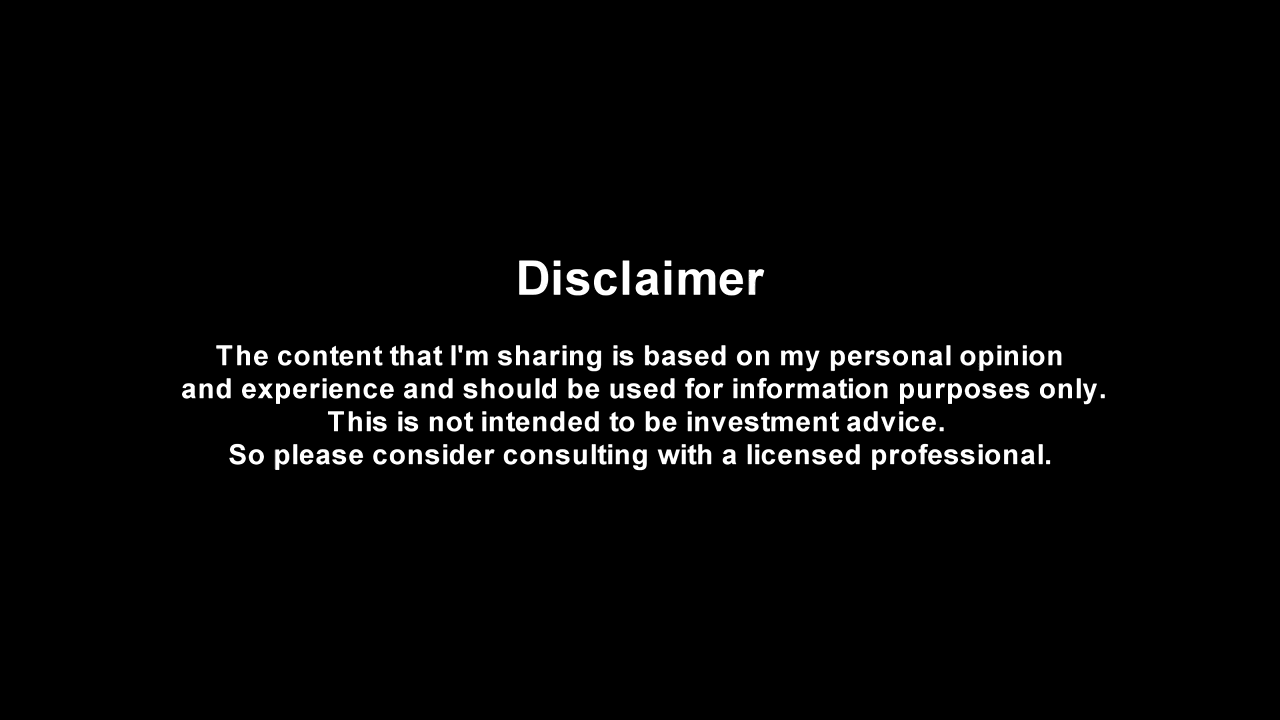 Disclaimer
The content that I'm sharing is based on my personal opinion
and experience and should be used for information purposes only.
This is not intended to be investment advice.
So please consider consulting with a licensed professional.